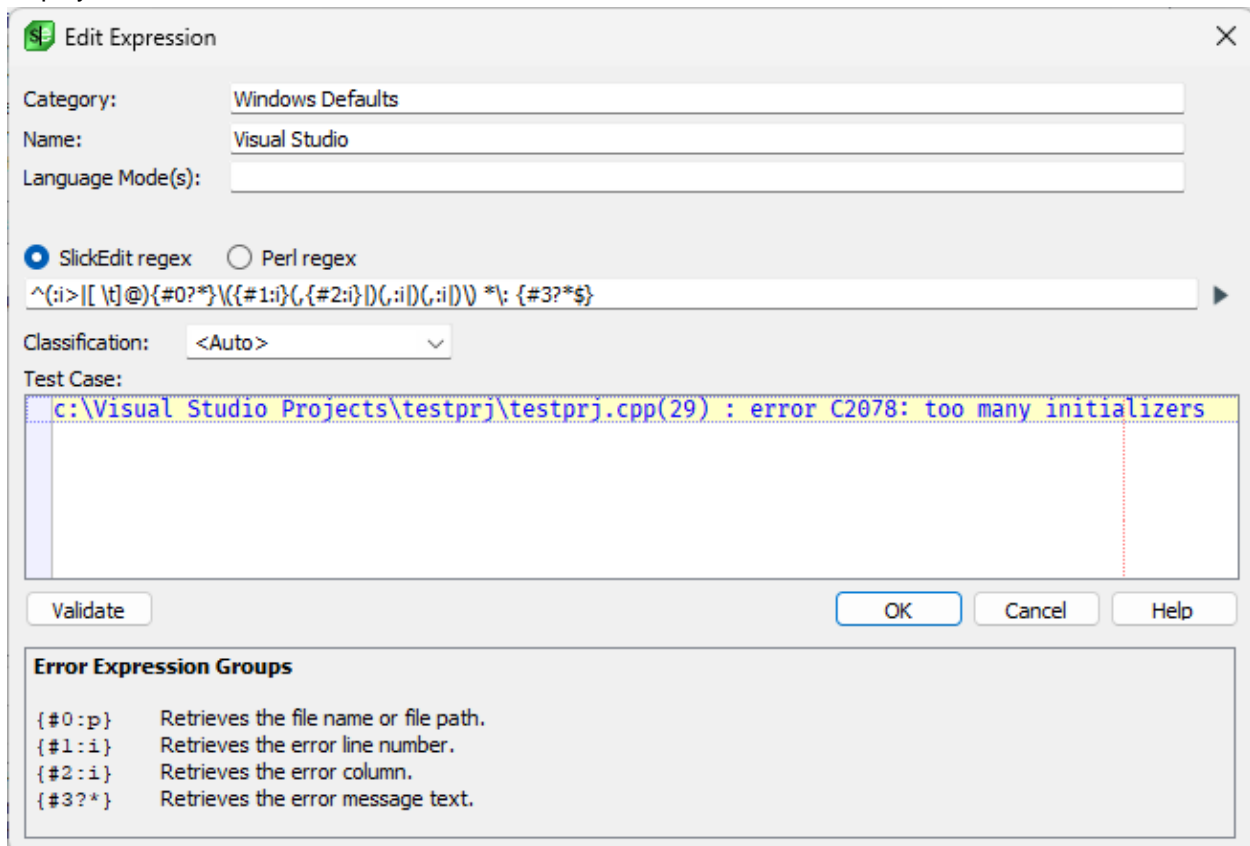 Edit Expression
Category: Windows Defaults
Name: Visual Studio
Language Mode(s):
SlickEdit regex Perl regex
^(:i>|[ \t]@){#0?*}\({#1:i}(,{#2:i}|)(,:i|)(,:i|)\) *\: {#3?*$}
Classification: <Auto>
Test Case:
c:\Visual Studio Projects\testprj\testprj.cpp(29) : error C2078: too many initializers
Validate OK Cancel Help
Error Expression Groups
{#0:p} Retrieves the file name or file path.
{#1:i} Retrieves the error line number.
{#2:i} Retrieves the error column.
{#3?*} Retrieves the error message text.